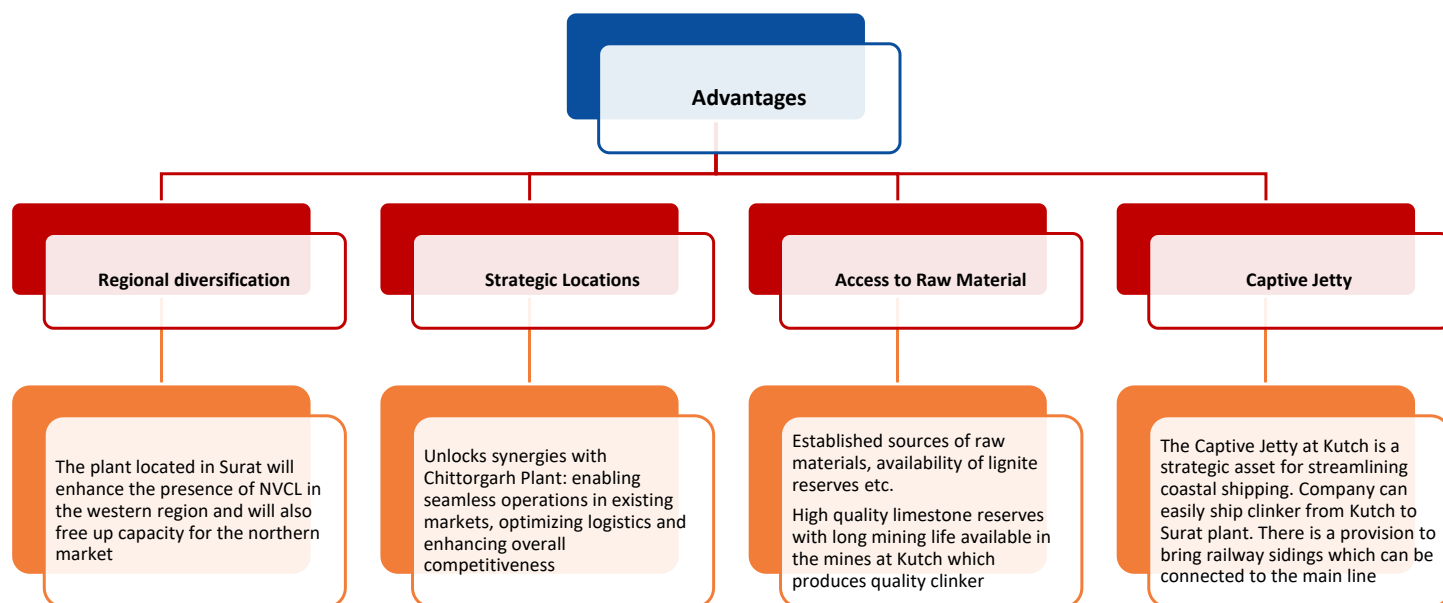 Advantages
Regional diversification
Strategic Locations
Access to Raw Material
Captive Jetty
The plant located in Surat will
enhance the presence of NVCL in
the western region and will also
free up capacity for the northern
market
Unlocks synergies with
Chittorgarh Plant: enabling
seamless operations in existing
markets, optimizing logistics and
enhancing overall
competitiveness
Established sources of raw
materials, availability of lignite
reserves etc.
High quality limestone reserves
with long mining life available in
the mines at Kutch which
produces quality clinker
The Captive Jetty at Kutch is a
strategic asset for streamlining
coastal shipping. Company can
easily ship clinker from Kutch to
Surat plant. There is a provision to
bring railway sidings which can be
connected to the main line